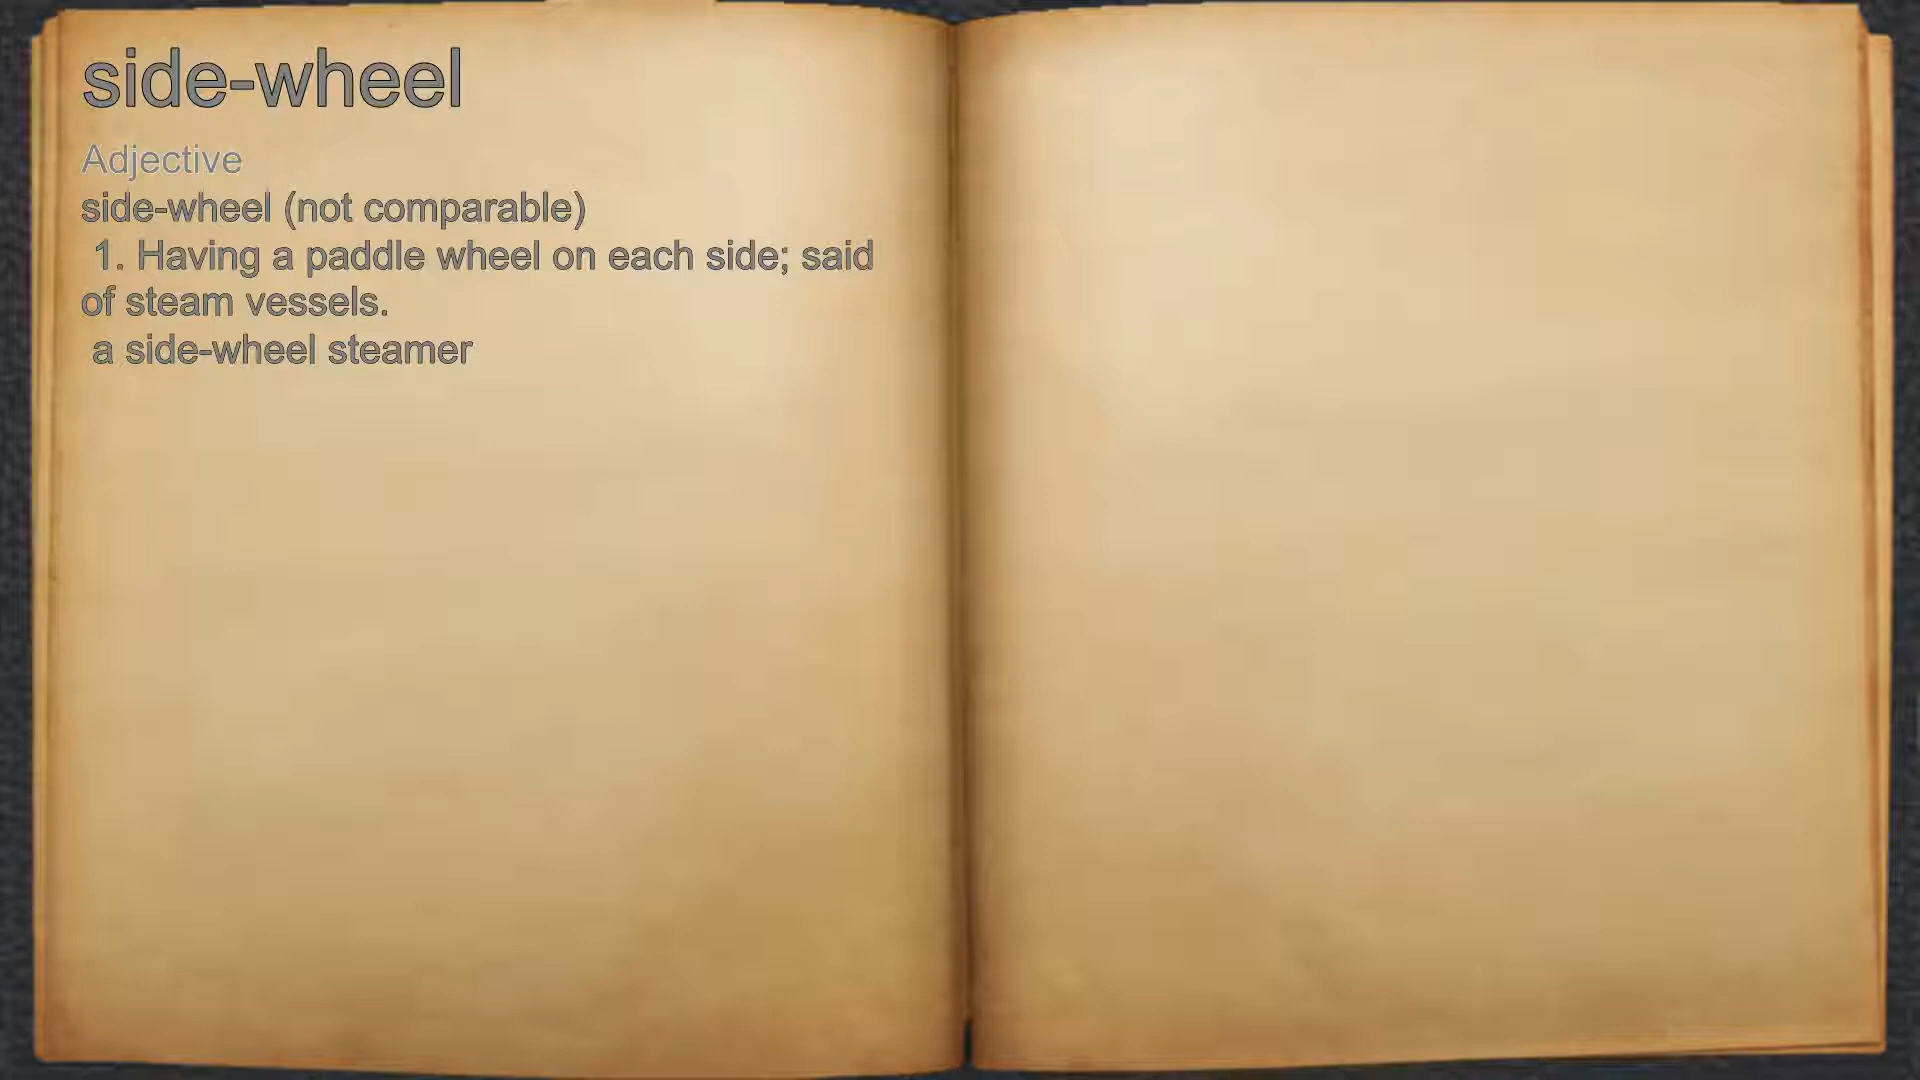 side-wheel
Adjective
side-wheel (not comparable)
1. Having a paddle wheel on each side; said
of steam vessels.
a side-wheel steamer